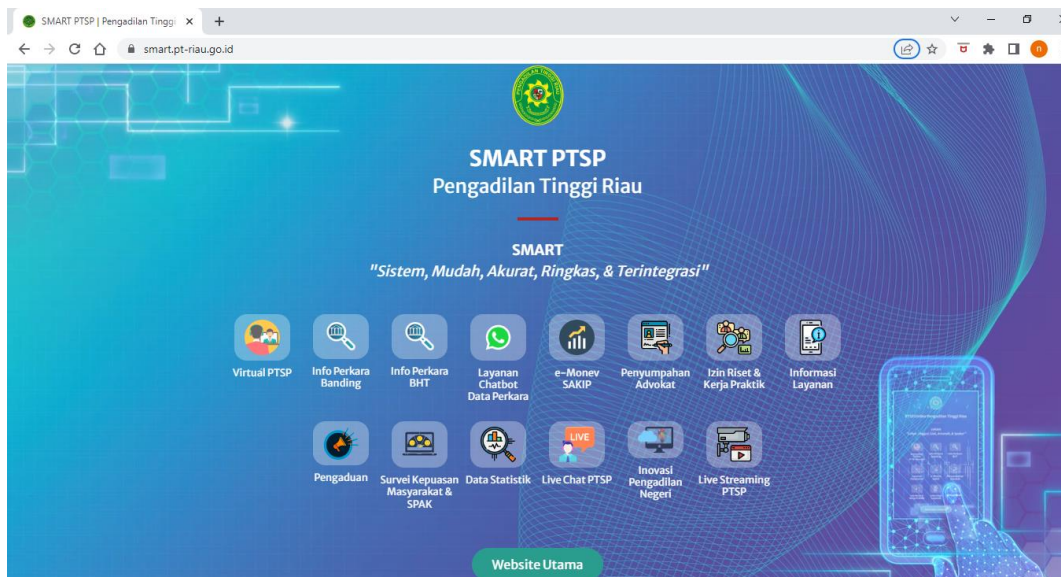 SMART PTSP | Pengadilan Tinggi
smart.pt-riau.go.id
n
SMART PTSP
Pengadilan Tinggi Riau
SMART
"Sistem, Mudah, Akurat, Ringkas, & Terintegrasi"
Virtual PTSP
Info Perkara
Banding
Info Perkara
BHT
Layanan
Chatbot
Data Perkara
e-Monev
SAKIP
Penyumpahan
Advokat
Izin Riset &
Kerja Praktik
Informasi
Layanan
Pengaduan
Survei Kepuasan
Masyarakat &
SPAK
Data Statistik
LIVE
Live Chat PTSP
Inovasi
Pengadilan
Negeri
Live Streaming
PTSP
Website Utama